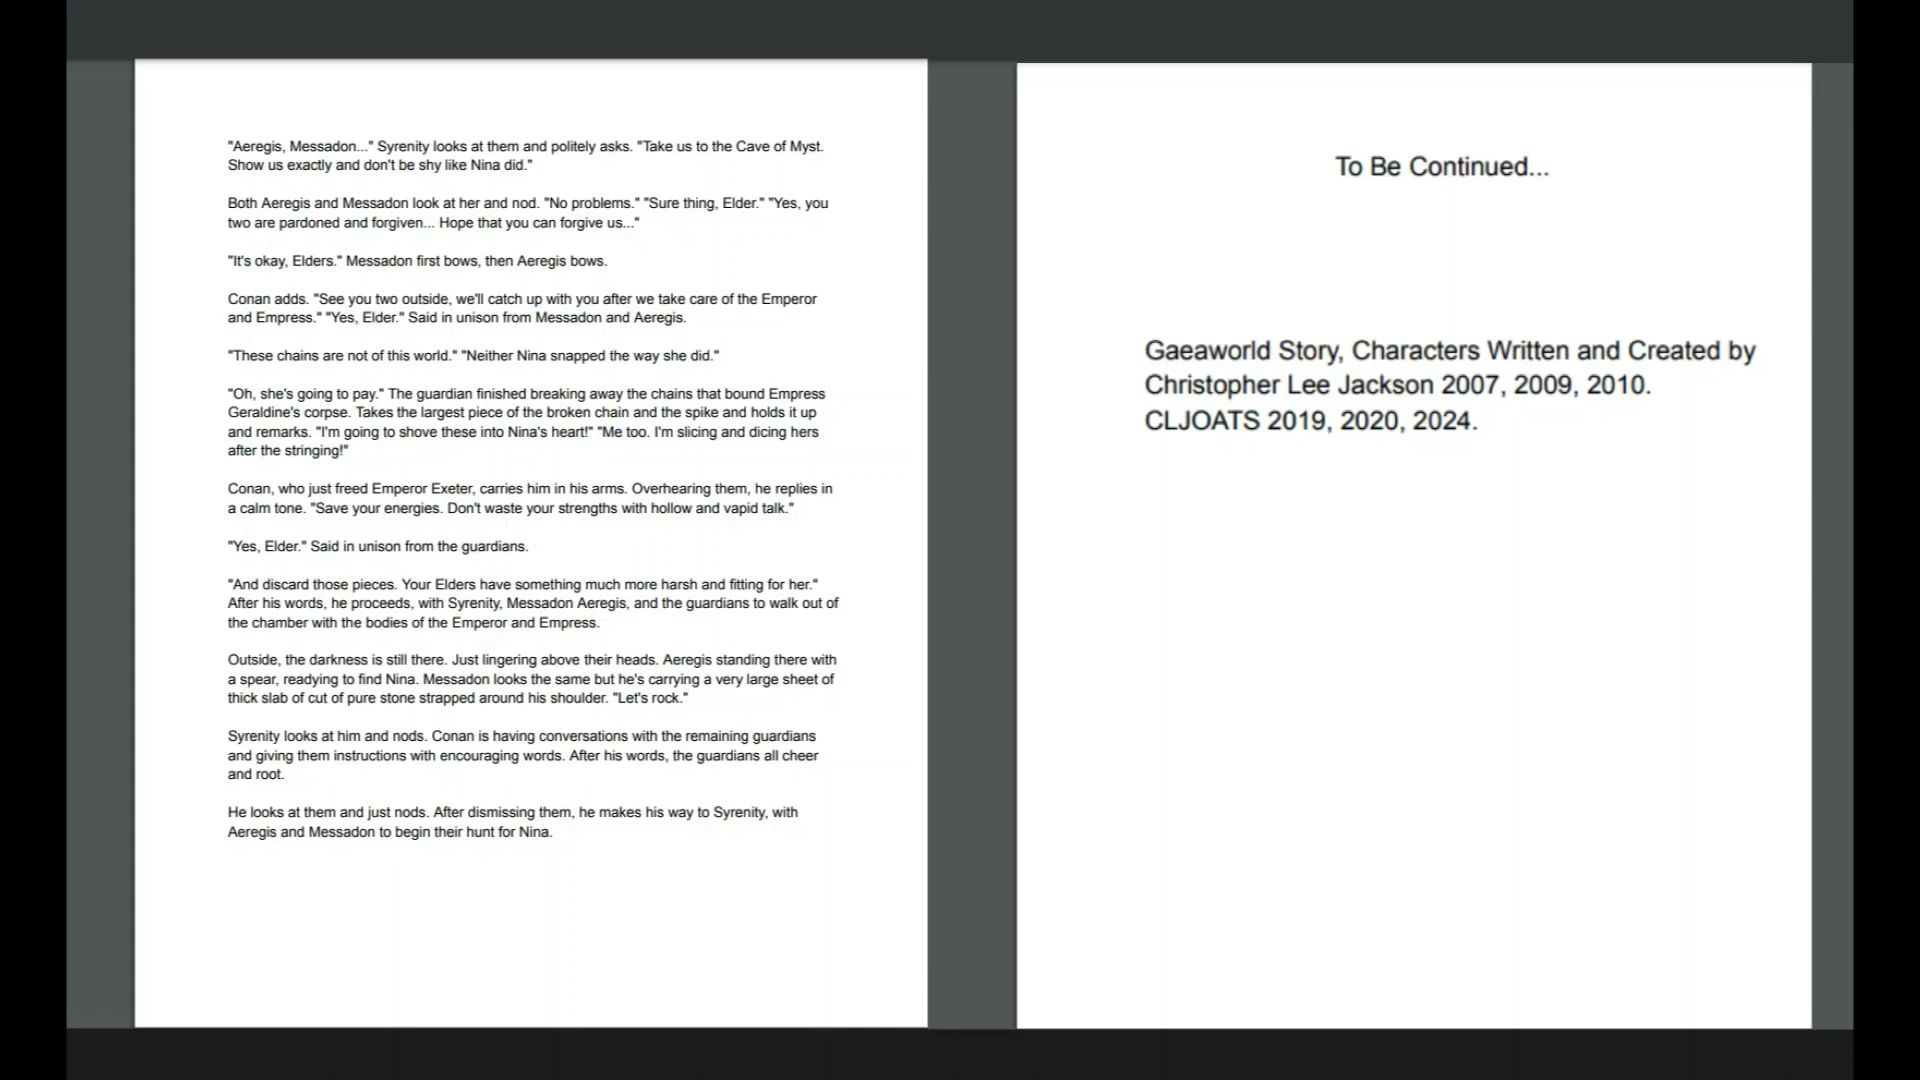 "Aeregis, Messadon..." Syrenity looks at them and politely asks. "Take us to the Cave of Myst.
Show us exactly and don't be shy like Nina did."
Both Aeregis and Messadon look at her and nod. "No problems." "Sure thing, Elder." "Yes, you
two are pardoned and forgiven... Hope that you can forgive us..."
"It's okay, Elders." Messadon first bows, then Aeregis bows.
Conan adds. "See you two outside, we'll catch up with you after we take care of the Emperor
and Empress." "Yes, Elder." Said in unison from Messadon and Aeregis.
"These chains are not of this world." "Neither Nina snapped the way she did."
"Oh, she's going to pay." The guardian finished breaking away the chains that bound Empress
Geraldine's corpse. Takes the largest piece of the broken chain and the spike and holds it up
and remarks. "I'm going to shove these into Nina's heart!" "Me too. I'm slicing and dicing hers
after the stringing!"
Conan, who just freed Emperor Exeter, carries him in his arms. Overhearing them, he replies in
a calm tone. "Save your energies. Don't waste your strengths with hollow and vapid talk."
"Yes, Elder." Said in unison from the guardians.
"And discard those pieces. Your Elders have something much more harsh and fitting for her."
After his words, he proceeds, with Syrenity, Messadon Aeregis, and the guardians to walk out of
the chamber with the bodies of the Emperor and Empress.
Outside, the darkness is still there. Just lingering above their heads. Aeregis standing there with
a spear, readying to find Nina. Messadon looks the same but he's carrying a very large sheet of
thick slab of cut of pure stone strapped around his shoulder. "Let's rock."
Syrenity looks at him and nods. Conan is having conversations with the remaining guardians
and giving them instructions with encouraging words. After his words, the guardians all cheer
and root.
He looks at them and just nods. After dismissing them, he makes his way to Syrenity, with
Aeregis and Messadon to begin their hunt for Nina.
To Be Continued...
Gaeaworld Story, Characters Written and Created by
Christopher Lee Jackson 2007, 2009, 2010.
CLJOATS 2019, 2020, 2024.